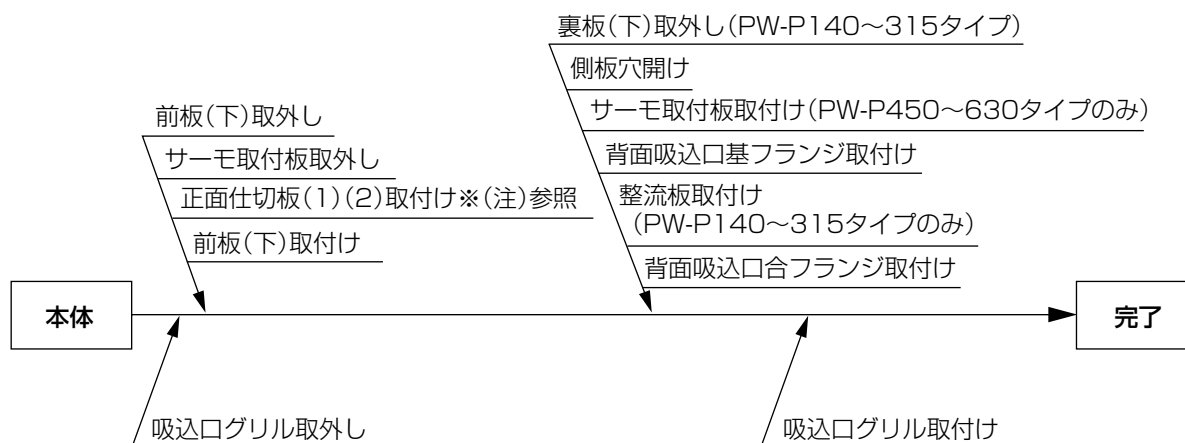 裏板(下)取外し(PW-P140～315タイプ)
側板穴開け
サーモ取付板取付け(PW-P450～630タイプのみ)
背面吸込口基フランジ取付け
整流板取付け
(PW-P140～315タイプのみ)
背面吸込口合フランジ取付け
前板(下)取外し
サーモ取付板取外し
正面仕切板(1)(2)取付け※(注)参照
前板(下)取付け
本体
完了
吸込口グリル取外し
吸込口グリル取付け